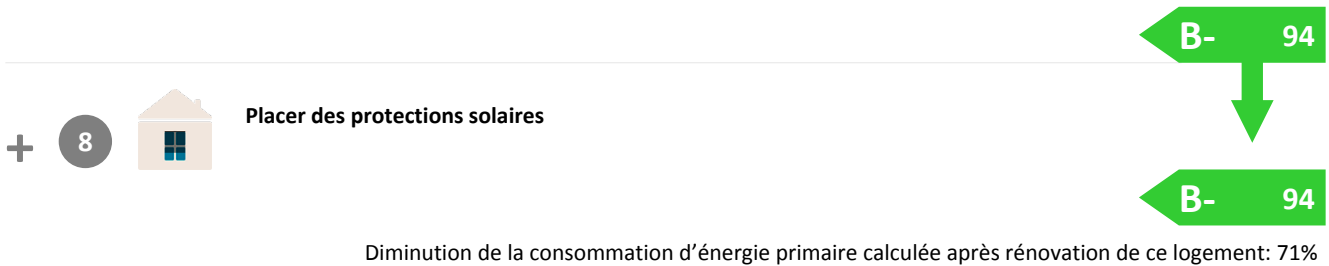 B- 94
+ 8 Placer des protections solaires
B- 94
Diminution de la consommation d'énergie primaire calculée après rénovation de ce logement: 71%